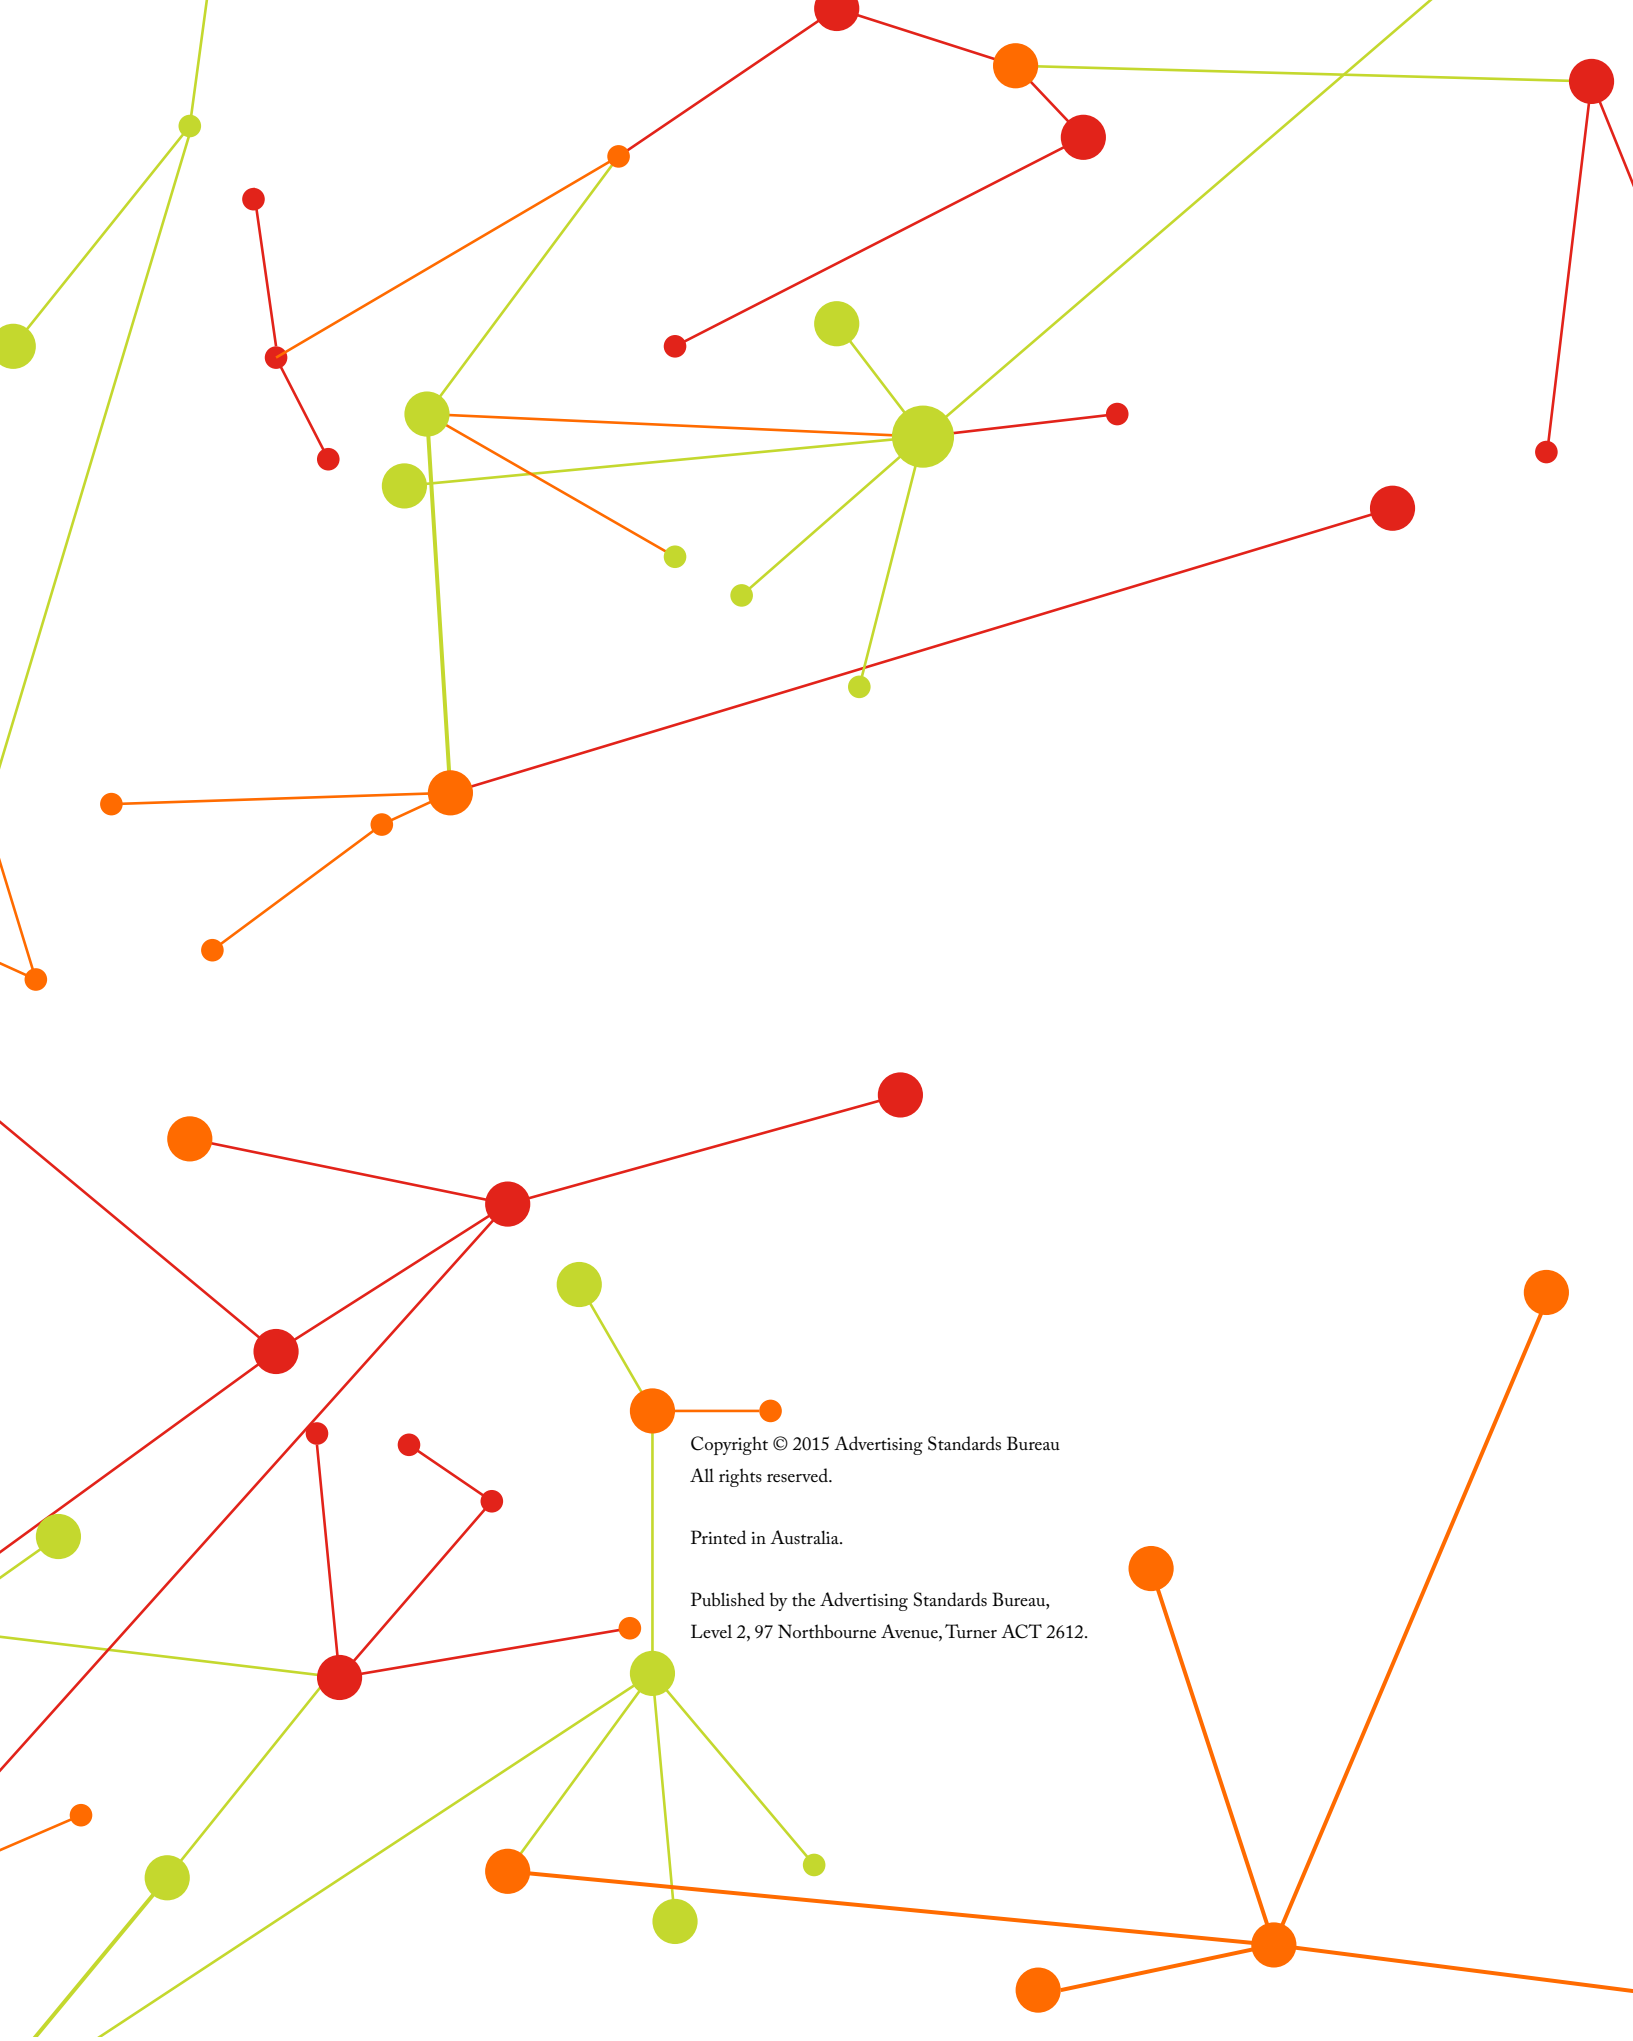 Copyright © 2015 Advertising Standards Bureau
All rights reserved.
Printed in Australia.
Published by the Advertising Standards Bureau,
Level 2, 97 Northbourne Avenue, Turner ACT 2612.